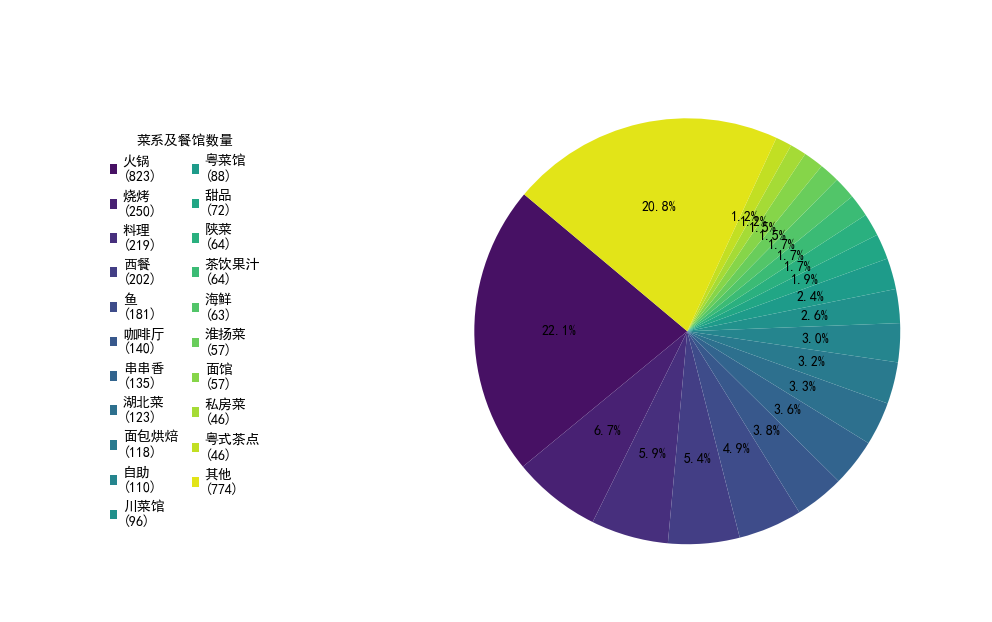 菜系及餐馆数量
火锅
(823)
烧烤
(250)
料理
(219)
西餐
(202)
鱼
(181)
咖啡厅
(140)
串串香
(135)
湖北菜
(123)
面包烘焙
(118)
自助
(110)
川菜馆
(96)
粤菜馆
(88)
甜品
(72)
陕菜
(64)
茶饮果汁
(64)
海鲜
(63)
淮扬菜
(57)
面馆
(57)
私房菜
(46)
粤式茶点
(46)
其他
(774)
20.8%
22.1%
6.7%
5.9%
5.4%
4.9%
3.8%
3.6%
3.3%
3.2%
3.0%
2.6%
2.4%
1.9%
1.7%
1.7%
1.7%
1.5%
1.5%
1.2%
1.2%